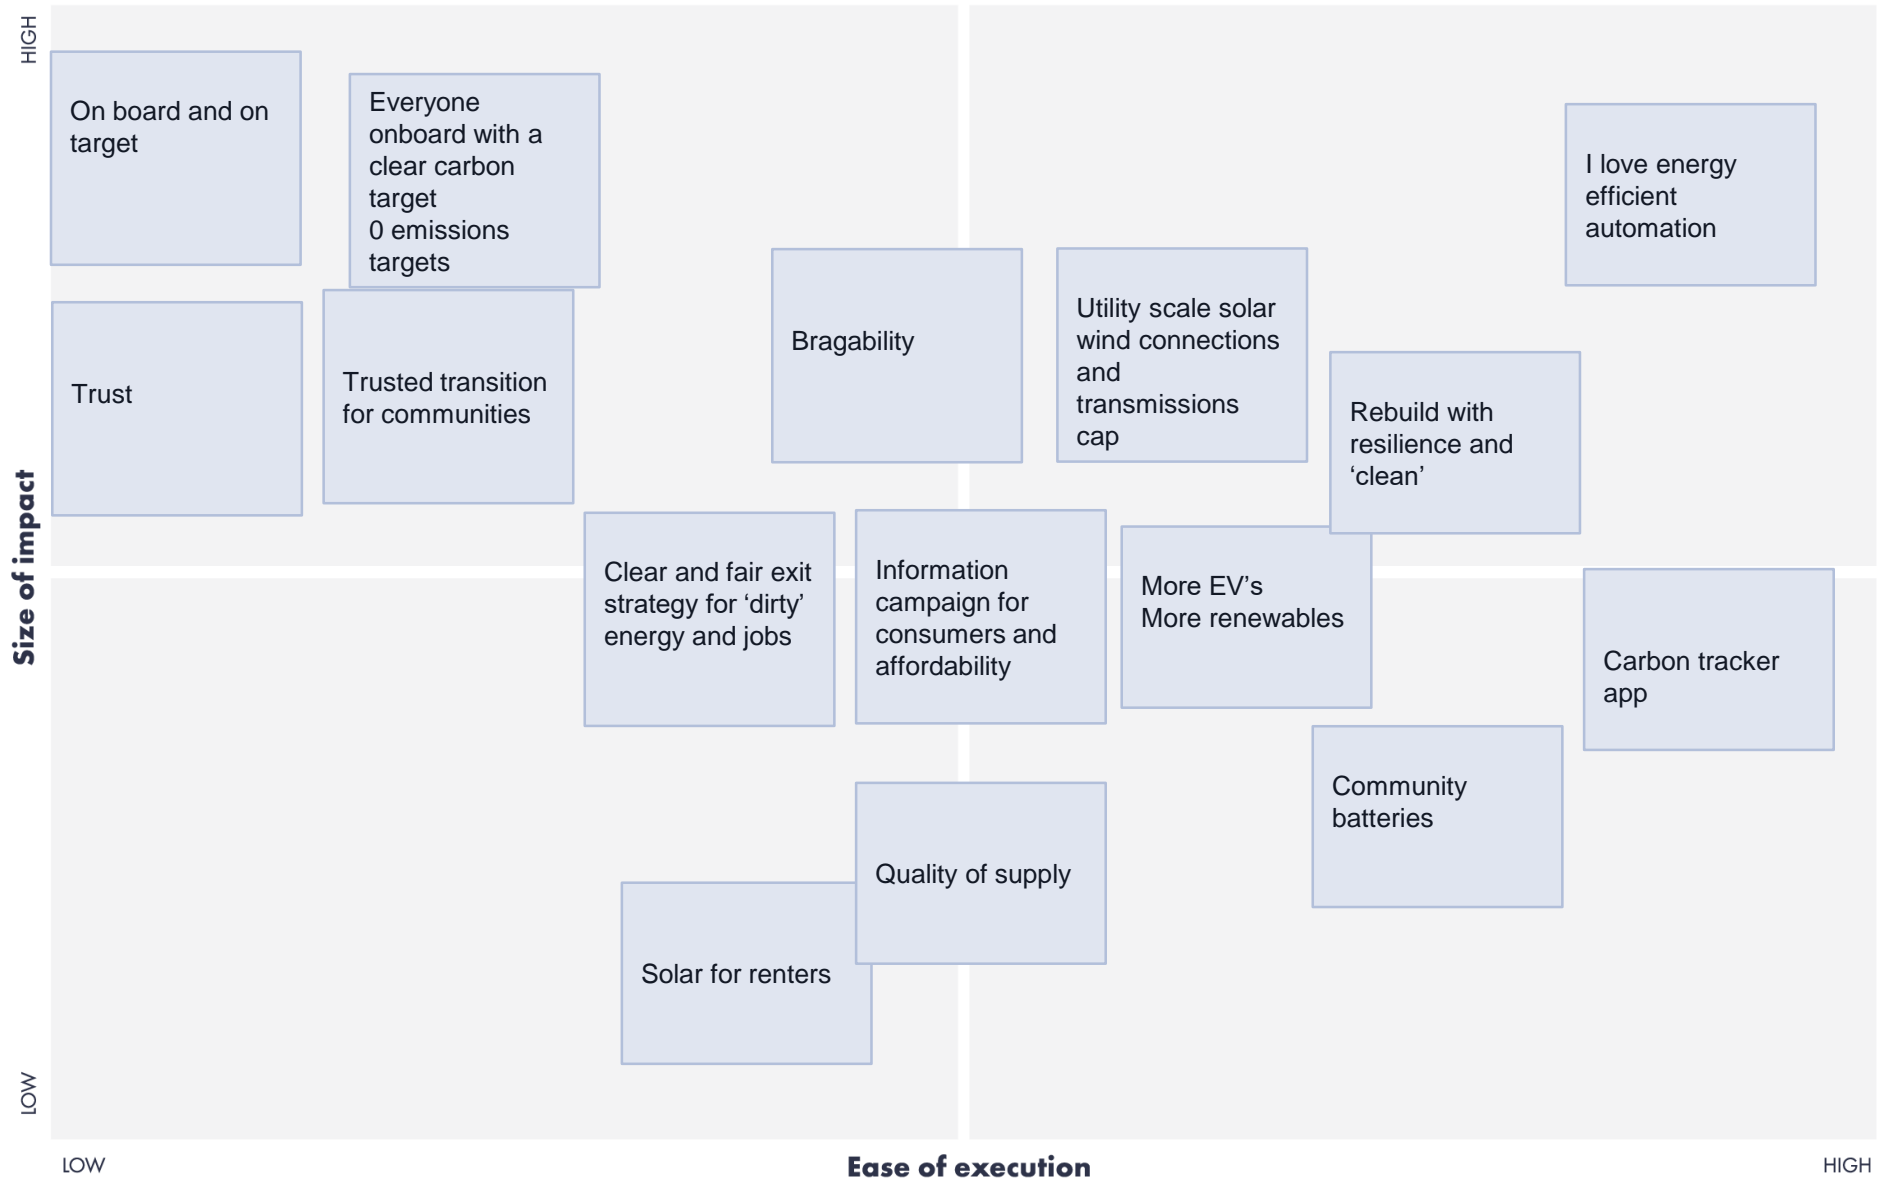 HIGH
On board and on
target
Everyone
onboard with a
clear carbon
target
0 emissions
targets
I love energy
efficient
automation
Trust
Trusted transition
for communities
Bragability
Utility scale solar
wind connections
and
transmissions
cap
Rebuild with
resilience and
‘clean’
Size of impact
Clear and fair exit
strategy for ‘dirty’
energy and jobs
Information
campaign for
consumers and
affordability
More EV’s
More renewables
Carbon tracker
app
Community
batteries
Quality of supply
Solar for renters
LOW
LOW
Ease of execution
HIGH